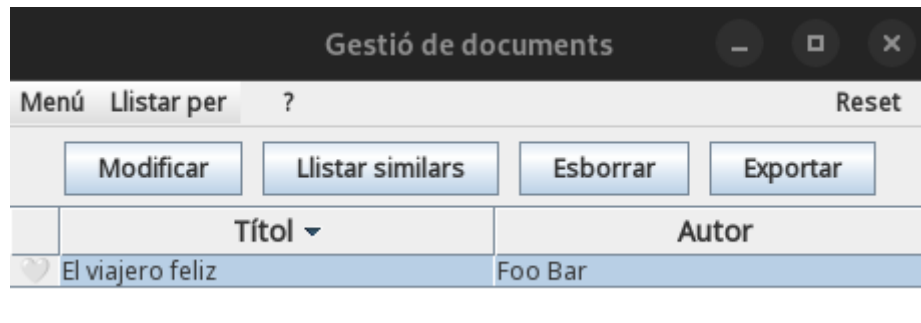 Gestió de documents
Menú Llistar per ? Reset
Modificar Llistar similars Esborrar Exportar
Títol Autor
El viajero feliz Foo Bar